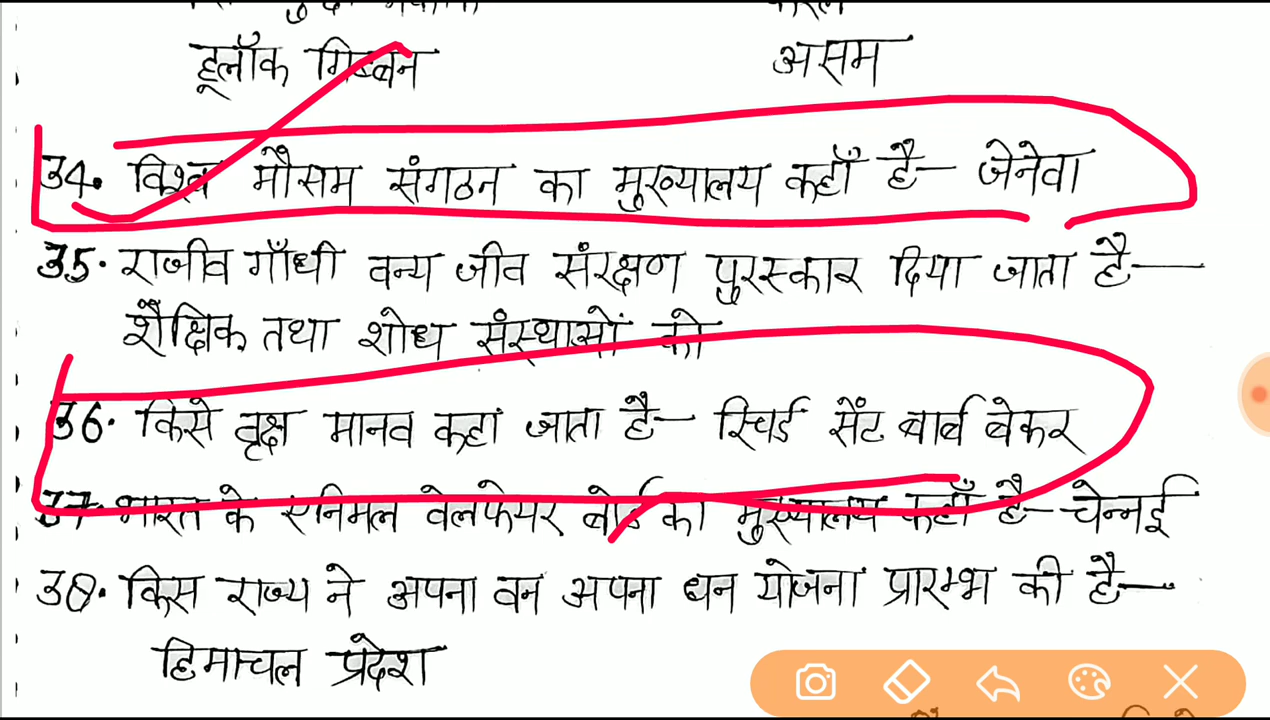 हूलॉक गिब्बन असम
34. विश्व मौसम संगठन का मुख्यालय कहाँ है- जेनेवा
35. राजीव गाँधी वन्य जीव संरक्षण पुरस्कार दिया जाता है-
शैक्षिक तथा शोध संस्थाओं को
36. किसे वृक्ष मानव कहां जाता है- रिचर्ड सेंट बार्ब बेकर
37. भारत के एनिमल वेलफेयर बोर्ड का मुख्यालय कहाँ है- चेन्नई
38. किस राज्य ने अपना वन अपना धन योजना प्रारम्भ की है-
हिमाचल प्रदेश